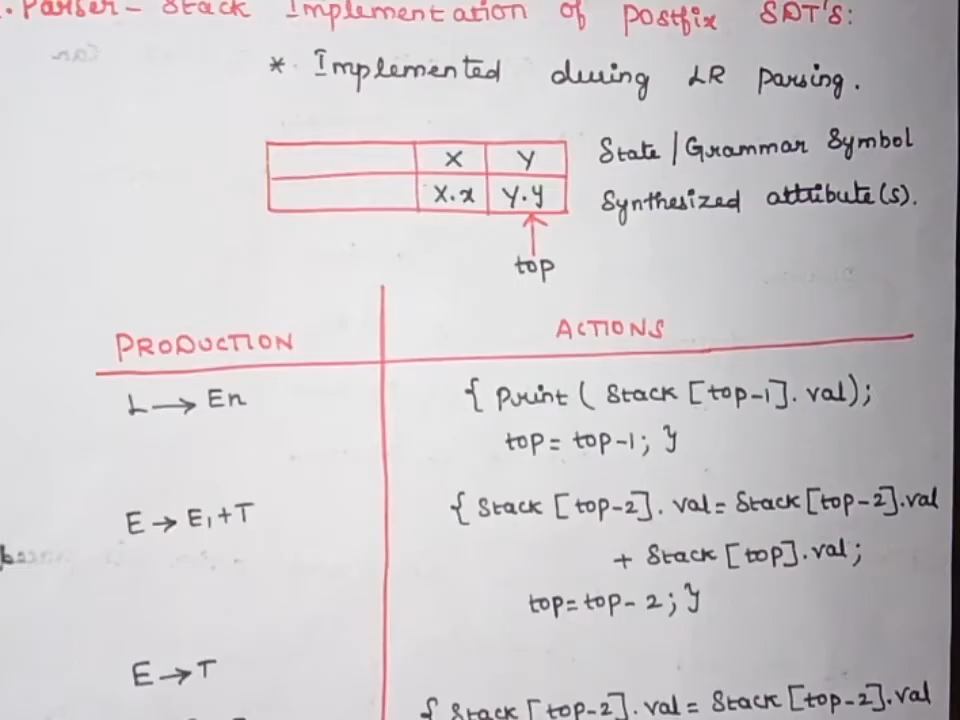 . Parser - Stack Implementation of Postfix SDT'S:
* Implemented during LR Parsing.
X Y State / Grammar Symbol
X.x Y.y Synthesized attribute(s).
top
PRODUCTION ACTIONS
L → En { Print ( Stack [top-1]. val);
top = top-1; }
E → E₁ + T { Stack [top-2]. val = Stack [top-2].val
+ Stack [top].val;
top = top - 2; }
E → T
{ Stack [top-2]. val = Stack [top-2].val